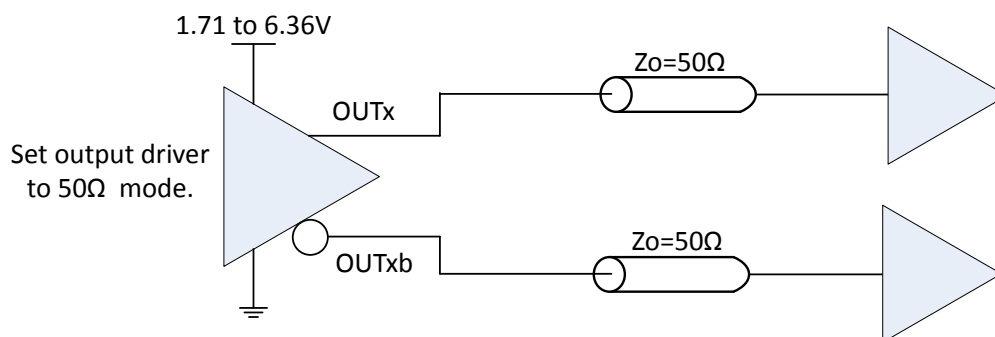 1.71 to 6.36V
Zo=50Ω
OUTx
Set output driver
to 50Ω mode.
Zo=50Ω
OUTxb